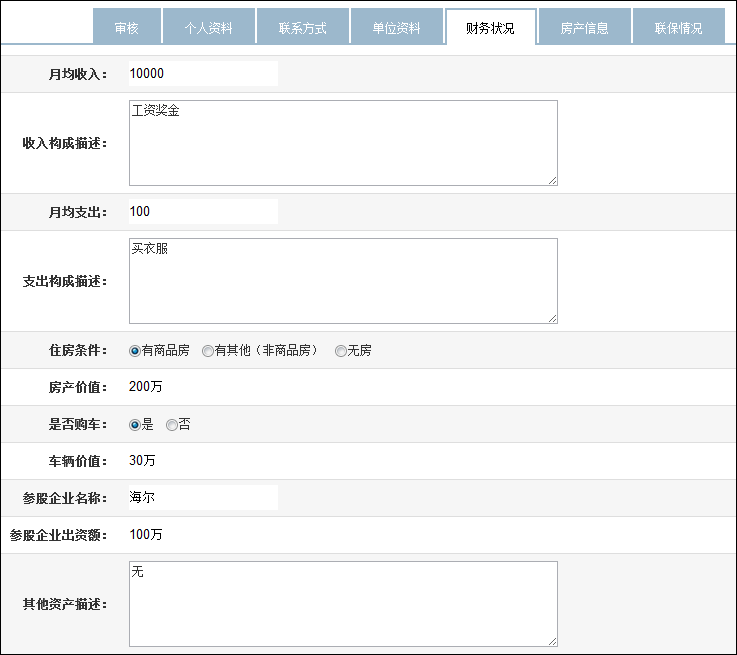 审核 个人资料 联系方式 单位资料 财务状况 房产信息 联保情况
月均收入： 10000
收入构成描述： 工资奖金
月均支出： 100
支出构成描述： 买衣服
住房条件： 有商品房 有其他（非商品房） 无房
房产价值： 200万
是否购车： 是 否
车辆价值： 30万
参股企业名称： 海尔
参股企业出资额： 100万
其他资产描述： 无